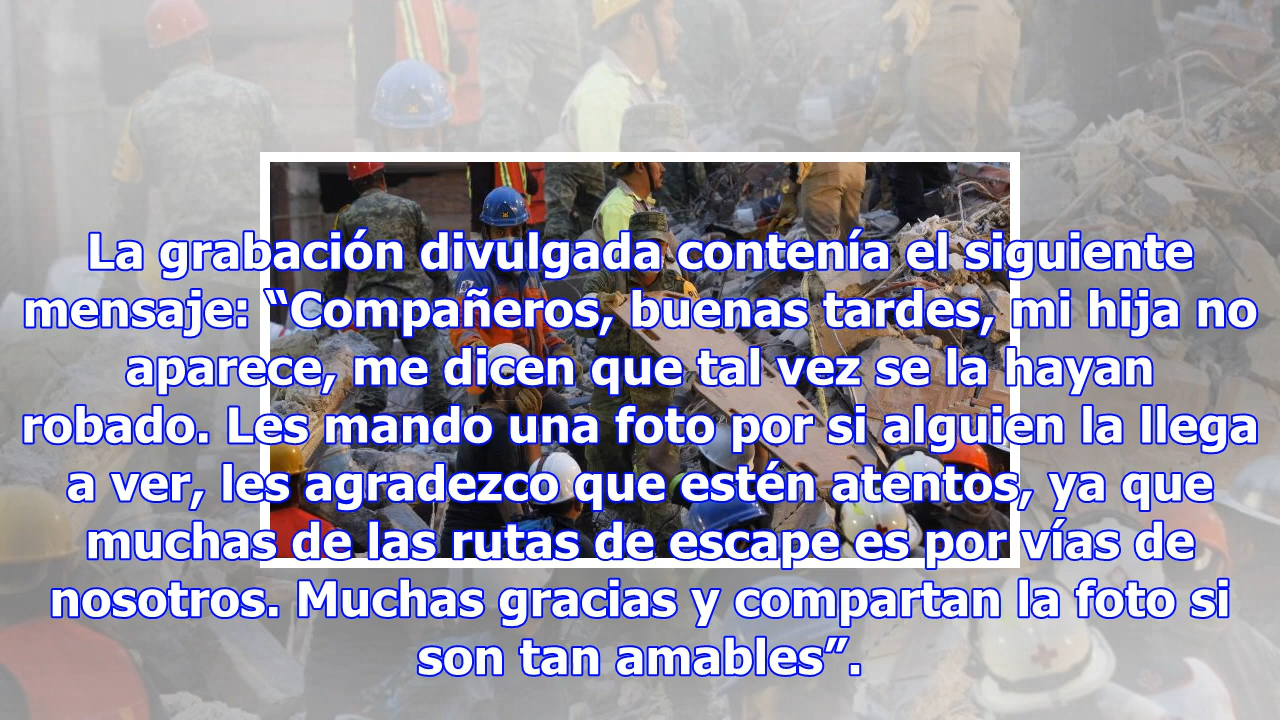 La grabación divulgada contenía el siguiente
mensaje: “Compañeros, buenas tardes, mi hija no
aparece, me dicen que tal vez se la hayan
robado. Les mando una foto por si alguien la llega
a ver, les agradezco que estén atentos, ya que
muchas de las rutas de escape es por vías de
nosotros. Muchas gracias y compartan la foto si
son tan amables”.